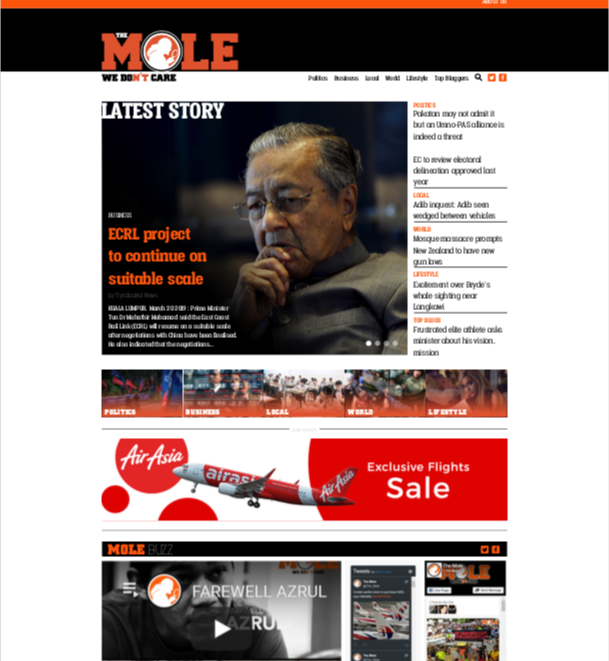 ABOUT US
THE
MOLE
WE DON'T CARE
Politics Business Local World Lifestyle Top Bloggers
LATEST STORY
BUSINESS
ECRL project
to continue on
suitable scale
by Syndicated News
KUALA LUMPUR, March 2 2019: Prime Minister
Tun Dr Mahathir Mohamad said the East Coast
Rail Link (ECRL) will resume on a suitable scale
after negotiations with China have been finalised.
He also indicated that the negotiations...
POLITICS
Pakatan may not admit it
but an Umno-PAS alliance is
indeed a threat
EC to review electoral
delineation approved last
year
LOCAL
Adib inquest: Adib seen
wedged between vehicles
WORLD
Mosque massacre prompts
New Zealand to have new
gun laws
LIFESTYLE
Excitement over Bryde's
whale sighting near
Langkawi
TOP BLOGS
Frustrated elite athlete asks
minister about his vision,
mission
POLITICS BUSINESS LOCAL WORLD LIFESTYLE
AirAsia
airasia
AirAsia
Exclusive Flights
Sale
MOLE BUZZ
FAREWELL AZRUL
Tweets
The Mole
The Mole